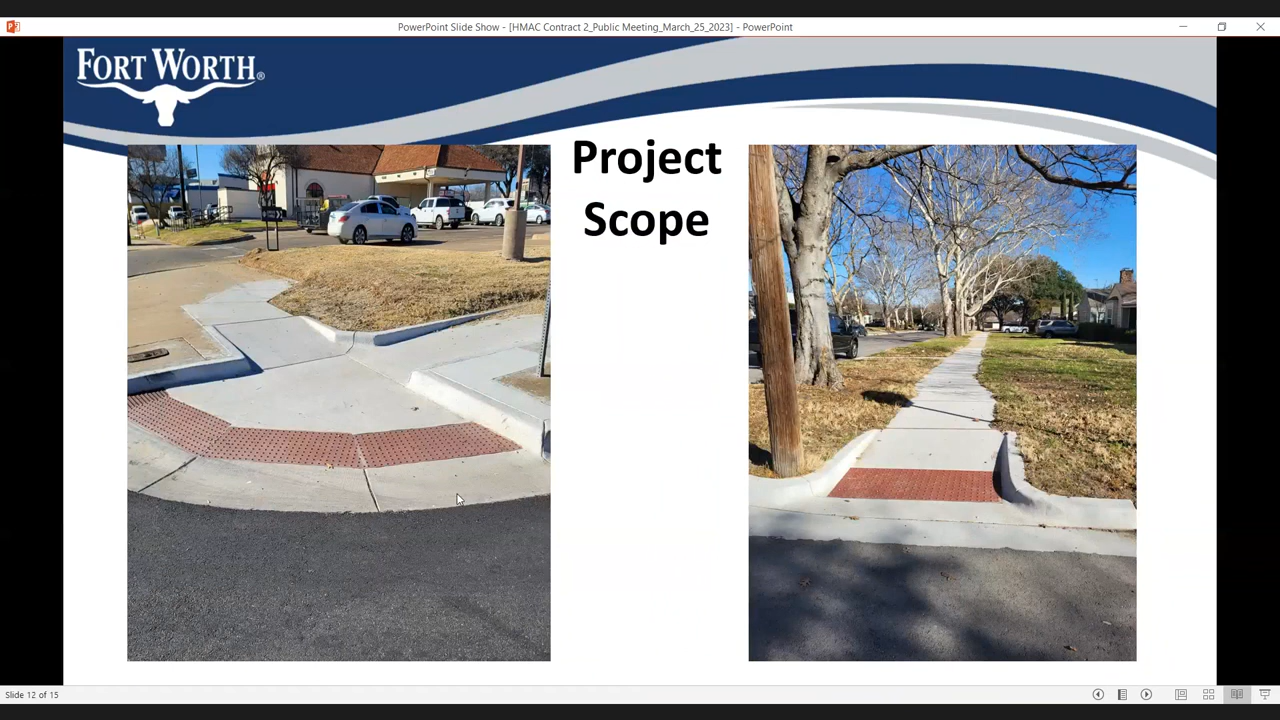 PowerPoint Slide Show - [HMAC Contract 2_Public Meeting_March_25_2023] - PowerPoint
FORT WORTH®
Project
Scope
Slide 12 of 15